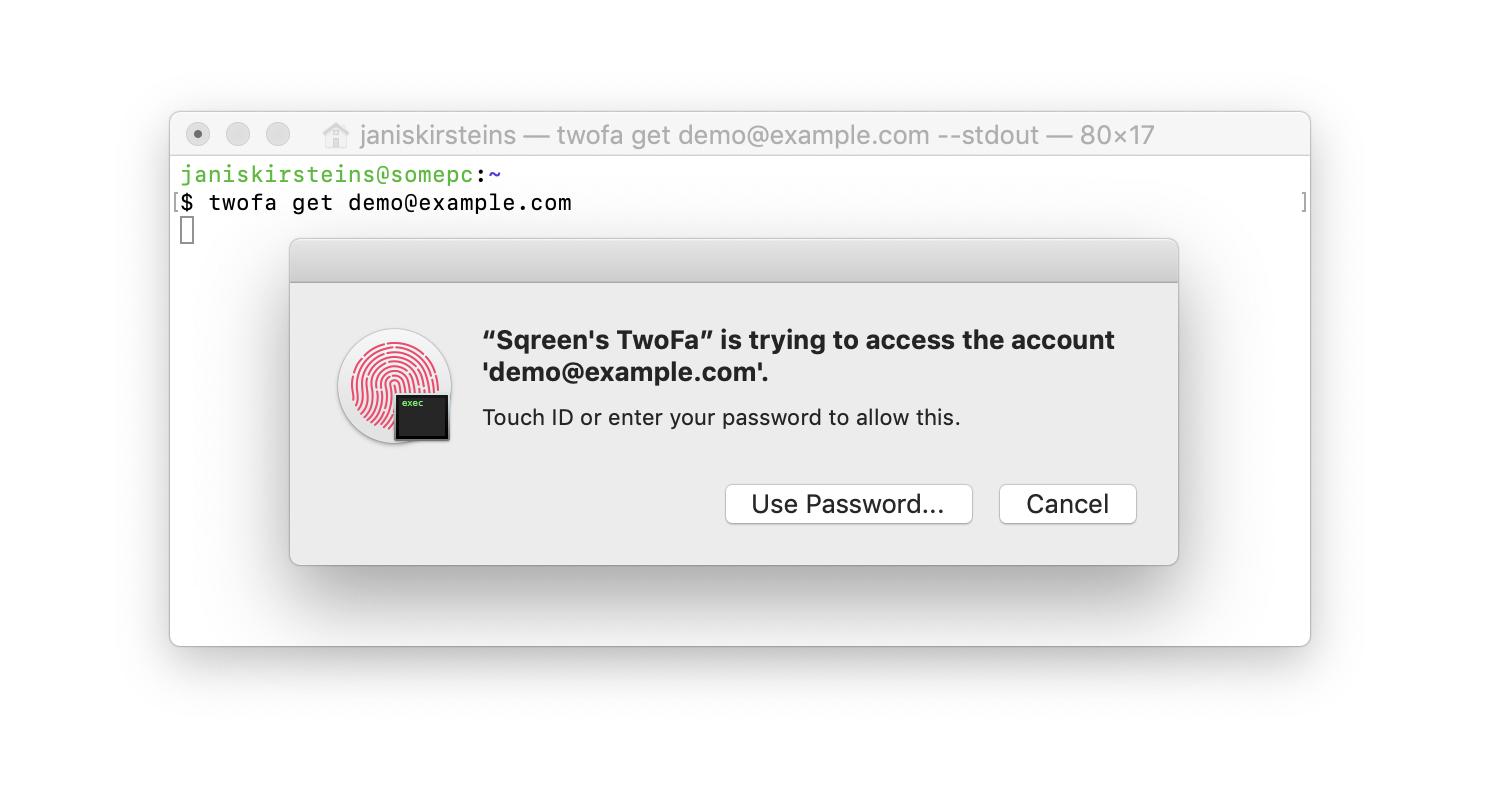 janiskirsteins — twofa get demo@example.com --stdout — 80×17
janiskirsteins@somepc:~
[$ twofa get demo@example.com ]
“Sqreen's TwoFa” is trying to access the account
'demo@example.com'.
exec
Touch ID or enter your password to allow this.
Use Password...
Cancel